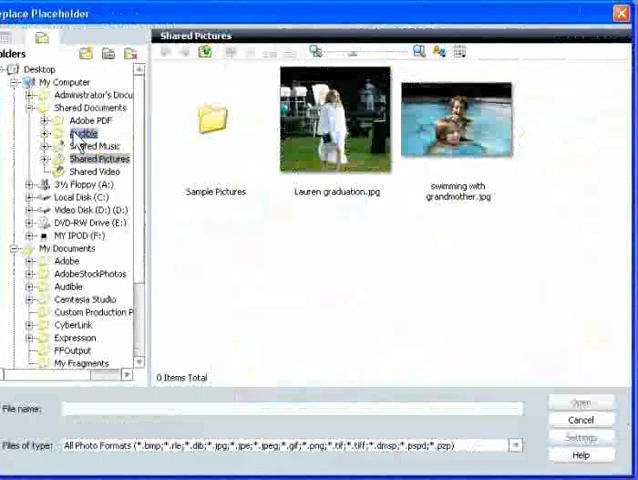 eplace Placeholder
olders
Shared Pictures
Desktop
My Computer
Administrator's Docu
Shared Documents
Adobe PDF
Audible
Shared Music
Shared Pictures
Shared Video
3½ Floppy (A:)
Local Disk (C:)
Video Disk (D:) (D:)
DVD-RW Drive (E:)
MY IPOD (F:)
My Documents
Adobe
AdobeStockPhotos
Audible
Camtasia Studio
Custom Production P
CyberLink
Expression
FFOutput
My Fragments
Sample Pictures
Lauren graduation.jpg
swimming with
grandmother.jpg
0 Items Total
File name:
Files of type:
All Photo Formats (*.bmp;*.rle;*.dib;*.jpg;*.jpe;*.jpeg;*.gif;*.png;*.tif;*.tiff;*.dmsp;*.pspd;*.pzp)
Open
Cancel
Settings
Help